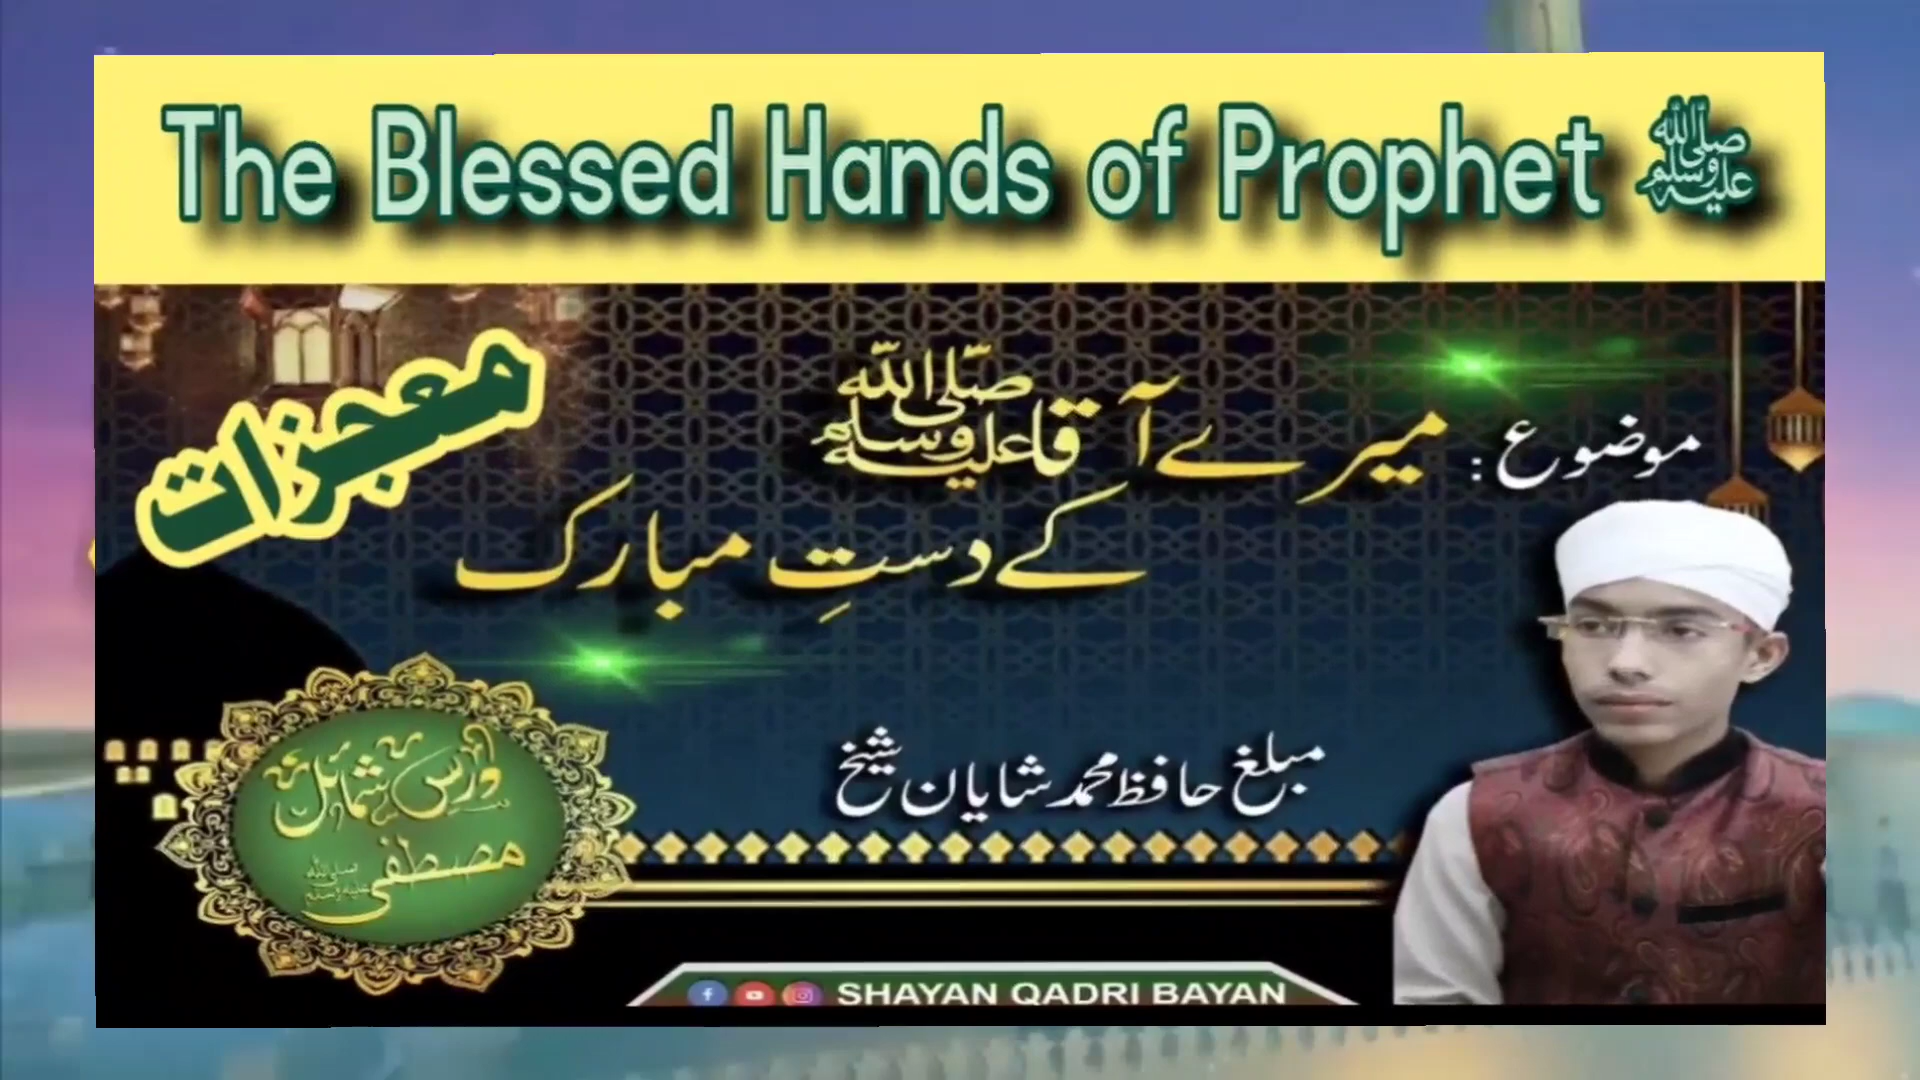 The Blessed Hands of Prophet ﷺ
معجزات
موضوع : میرے آقا ﷺ
کے دستِ مبارک
مبلغ حافظ محمد شایان شیخ
درسِ شمائل
مصطفی ﷺ
SHAYAN QADRI BAYAN